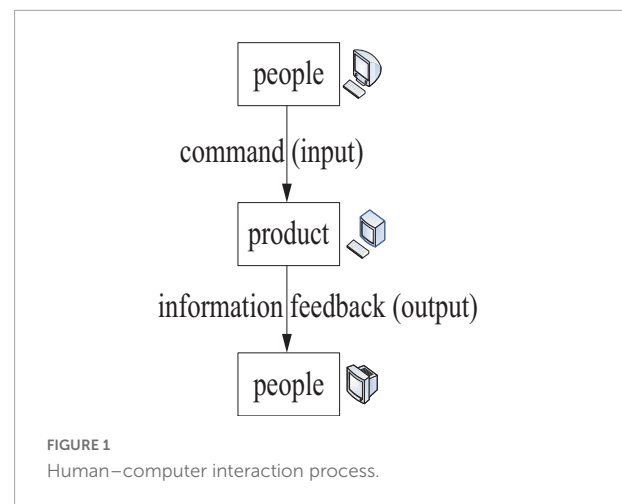 people
command (input)
product
information feedback (output)
people
FIGURE 1
Human–computer interaction process.